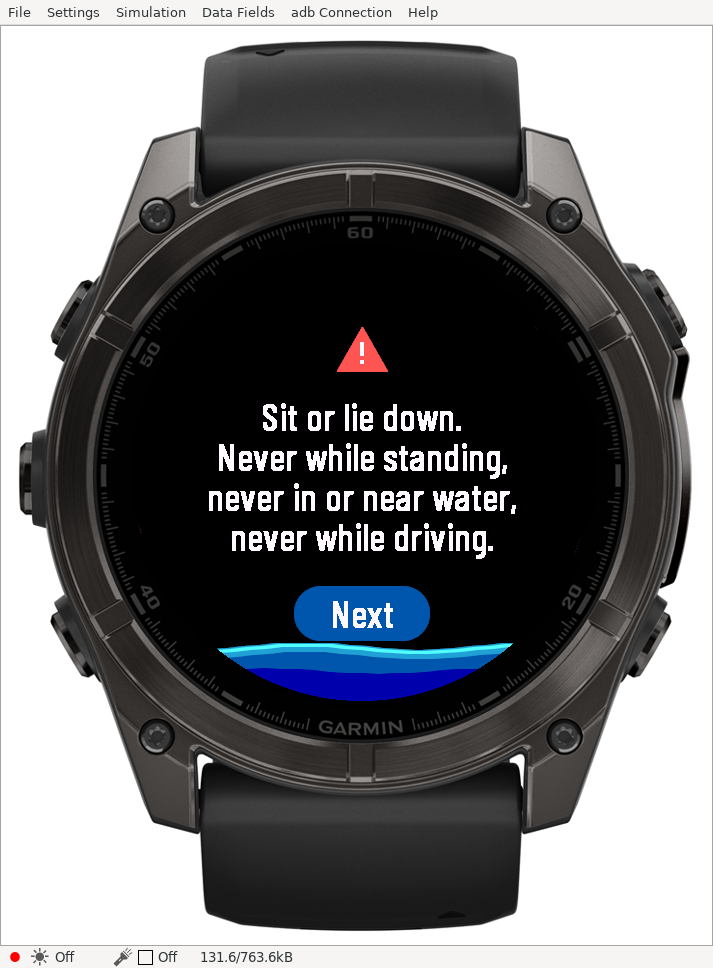 File Settings Simulation Data Fields adb Connection Help
60
50
!
Sit or lie down.
Never while standing,
never in or near water,
never while driving.
40
20
Next
GARMIN
Off Off 131.6/763.6kB